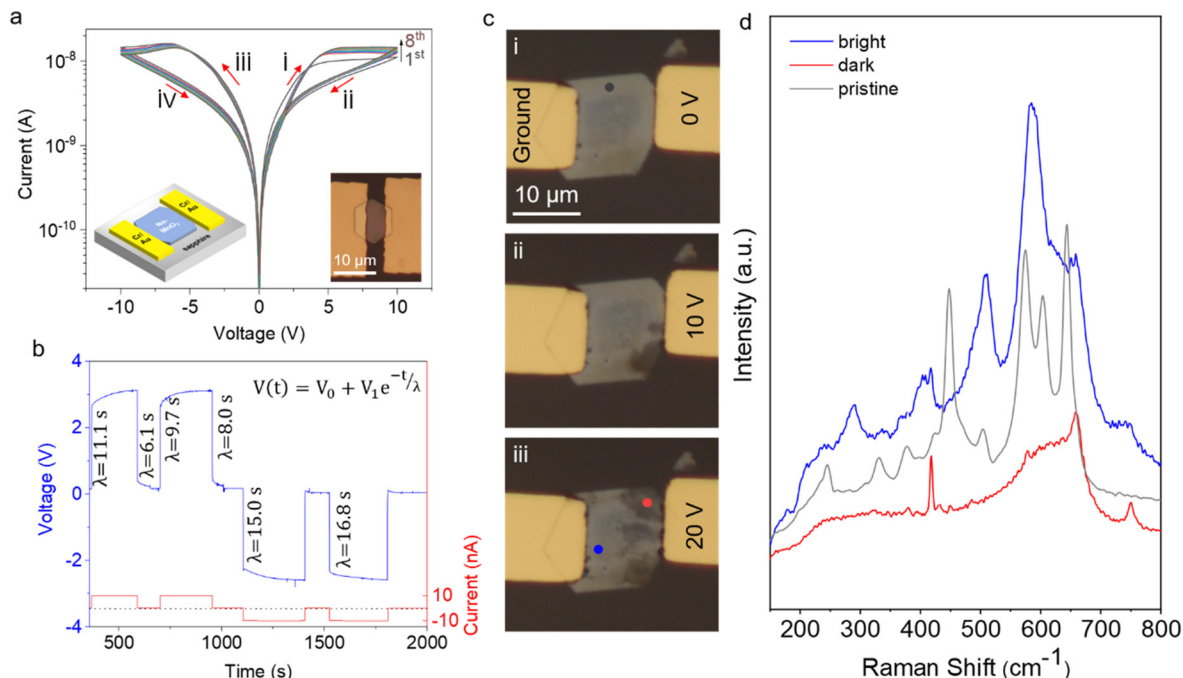 a
8th
1st
i
ii
iii
iv
Current (A)
10⁻⁸
10⁻⁹
10⁻¹⁰
Cr/
Au
Na-
MnO₂
Cr/
Au
sapphire
10 µm
-10
-5
0
5
10
Voltage (V)
b
V(t) = V₀ + V₁e^(-t/λ)
Voltage (V)
4
2
0
-2
-4
λ=11.1 s
λ=6.1 s
λ=9.7 s
λ=8.0 s
λ=15.0 s
λ=16.8 s
10
-10
Current (nA)
500
1000
1500
2000
Time (s)
c
i
Ground
0 V
10 µm
ii
10 V
iii
20 V
d
bright
dark
pristine
Intensity (a.u.)
200 300 400 500 600 700 800
Raman Shift (cm⁻¹)